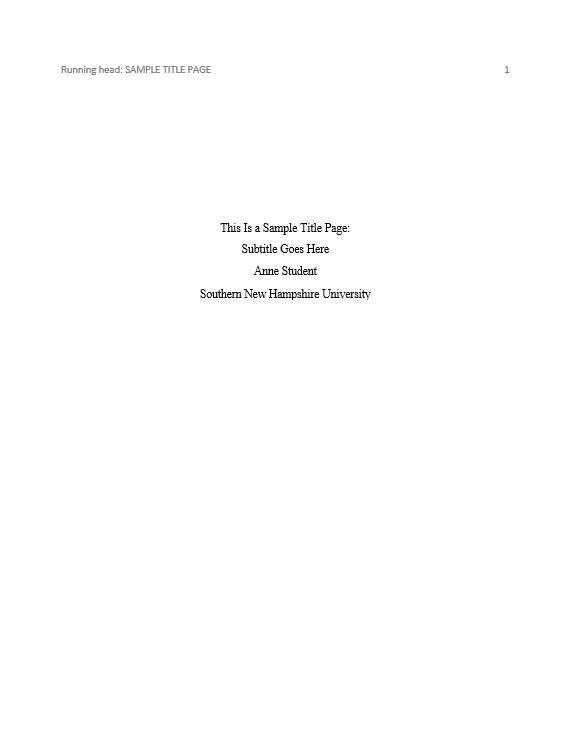 Running head: SAMPLE TITLE PAGE 1
This Is a Sample Title Page:
Subtitle Goes Here
Anne Student
Southern New Hampshire University